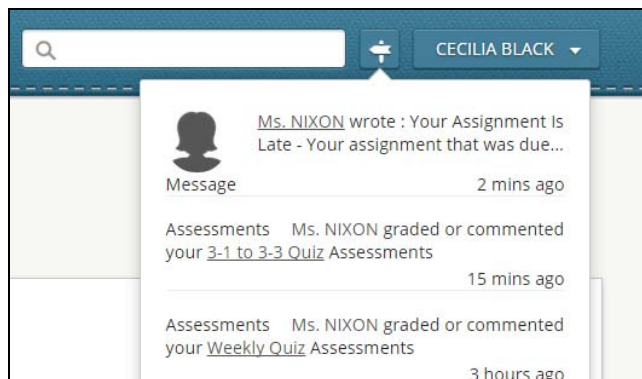 CECILIA BLACK
Ms. NIXON wrote : Your Assignment Is
Late - Your assignment that was due...
Message 2 mins ago
Assessments Ms. NIXON graded or commented
your 3-1 to 3-3 Quiz Assessments
15 mins ago
Assessments Ms. NIXON graded or commented
your Weekly Quiz Assessments
3 hours ago